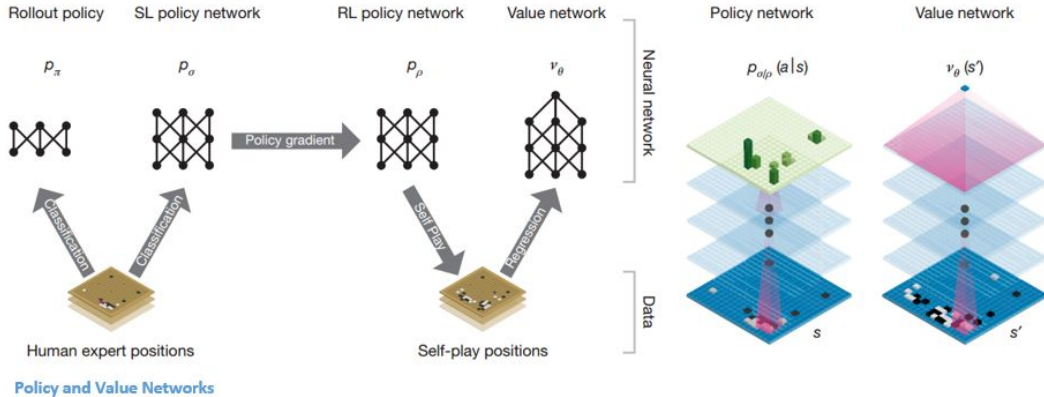 Rollout policy
SL policy network
RL policy network
Value network
Policy network
Value network
p_π
p_σ
p_ρ
ν_θ
p_σ/ρ (a|s)
ν_θ (s′)
Neural network
Policy gradient
Classification
Classification
Self Play
Regression
Data
s
s′
Human expert positions
Self-play positions
Policy and Value Networks